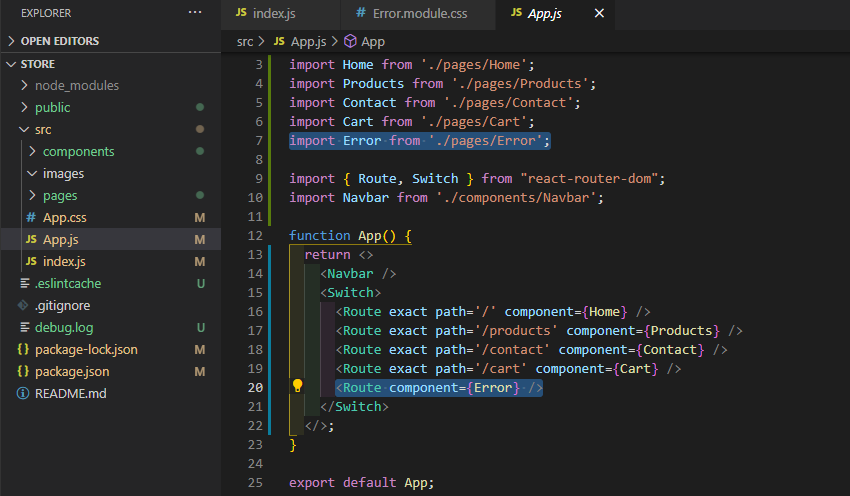 EXPLORER
···
OPEN EDITORS
STORE
node_modules
public
src
components
images
pages
# App.css M
JS App.js M
JS index.js M
.eslintcache U
.gitignore
debug.log U
{} package-lock.json M
{} package.json M
README.md
JS index.js
# Error.module.css
JS App.js ×
src > JS App.js > App
3 import Home from './pages/Home';
4 import Products from './pages/Products';
5 import Contact from './pages/Contact';
6 import Cart from './pages/Cart';
7 import Error from './pages/Error';
8
9 import { Route, Switch } from "react-router-dom";
10 import Navbar from './components/Navbar';
11
12 function App() {
13 return <>
14 <Navbar />
15 <Switch>
16 <Route exact path='/' component={Home} />
17 <Route exact path='/products' component={Products} />
18 <Route exact path='/contact' component={Contact} />
19 <Route exact path='/cart' component={Cart} />
20 <Route component={Error} />
21 </Switch>
22 </>;
23 }
24
25 export default App;